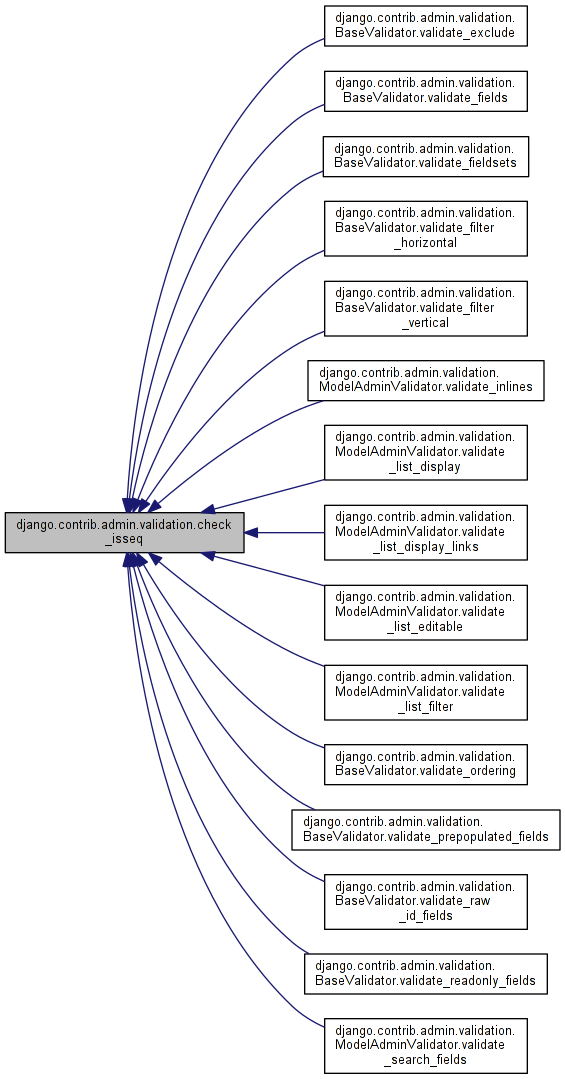 django.contrib.admin.validation.
BaseValidator.validate_exclude
django.contrib.admin.validation.
BaseValidator.validate_fields
django.contrib.admin.validation.
BaseValidator.validate_fieldsets
django.contrib.admin.validation.
BaseValidator.validate_filter
_horizontal
django.contrib.admin.validation.
BaseValidator.validate_filter
_vertical
django.contrib.admin.validation.
ModelAdminValidator.validate_inlines
django.contrib.admin.validation.
ModelAdminValidator.validate
_list_display
django.contrib.admin.validation.check
_isseq
django.contrib.admin.validation.
ModelAdminValidator.validate
_list_display_links
django.contrib.admin.validation.
ModelAdminValidator.validate
_list_editable
django.contrib.admin.validation.
ModelAdminValidator.validate
_list_filter
django.contrib.admin.validation.
BaseValidator.validate_ordering
django.contrib.admin.validation.
BaseValidator.validate_prepopulated_fields
django.contrib.admin.validation.
BaseValidator.validate_raw
_id_fields
django.contrib.admin.validation.
BaseValidator.validate_readonly_fields
django.contrib.admin.validation.
ModelAdminValidator.validate
_search_fields